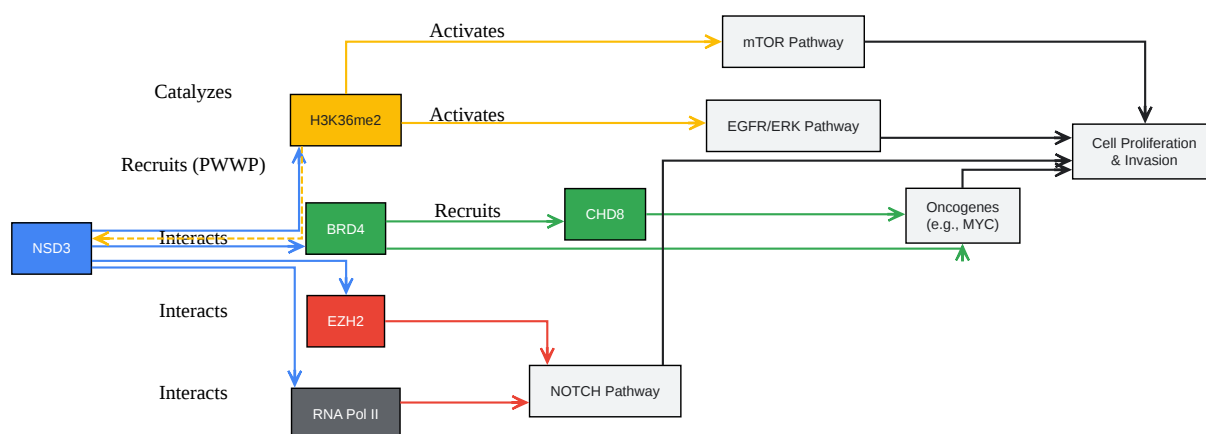 Activates
mTOR Pathway
Catalyzes
H3K36me2
Activates
EGFR/ERK Pathway
Cell Proliferation
& Invasion
Recruits (PWWP)
NSD3
Interacts
BRD4
Recruits
CHD8
Oncogenes
(e.g., MYC)
Interacts
EZH2
Interacts
RNA Pol II
NOTCH Pathway